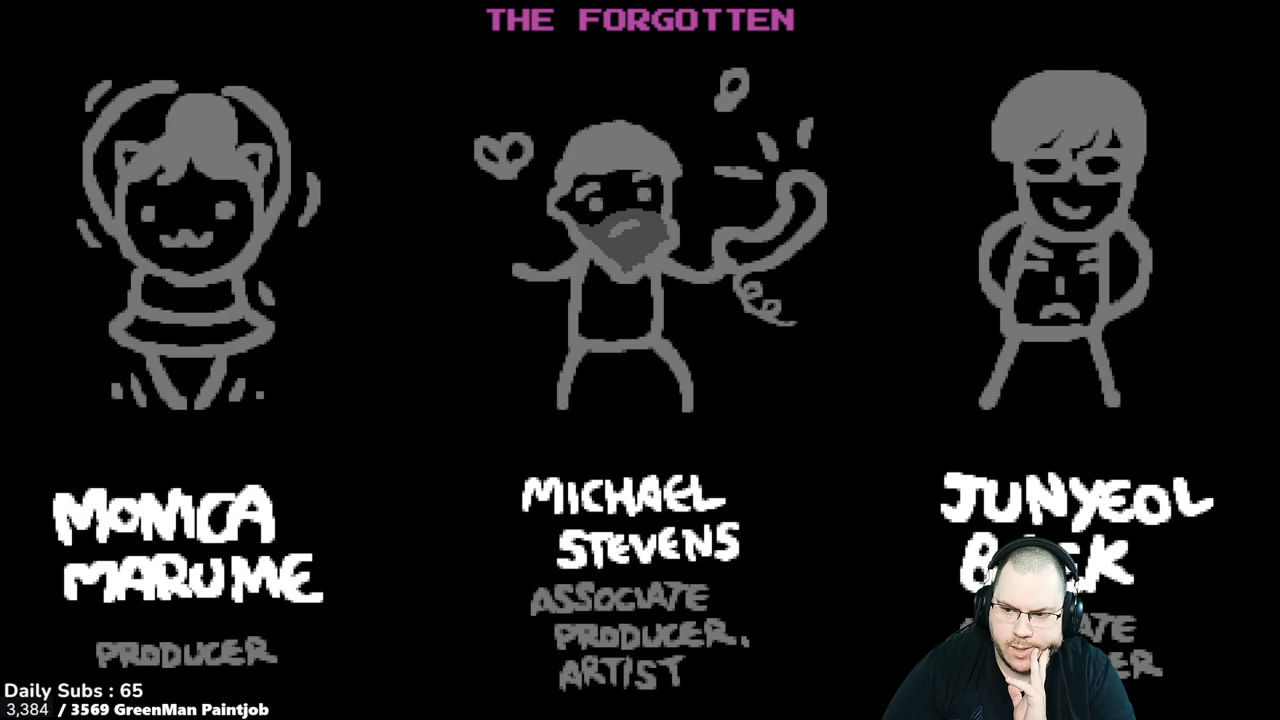 THE FORGOTTEN
MONICA
MARUME
PRODUCER
MICHAEL
STEVENS
ASSOCIATE
PRODUCER.
ARTIST
JUNYEOL
Daily Subs : 65
3,384 / 3569 GreenMan Paintjob